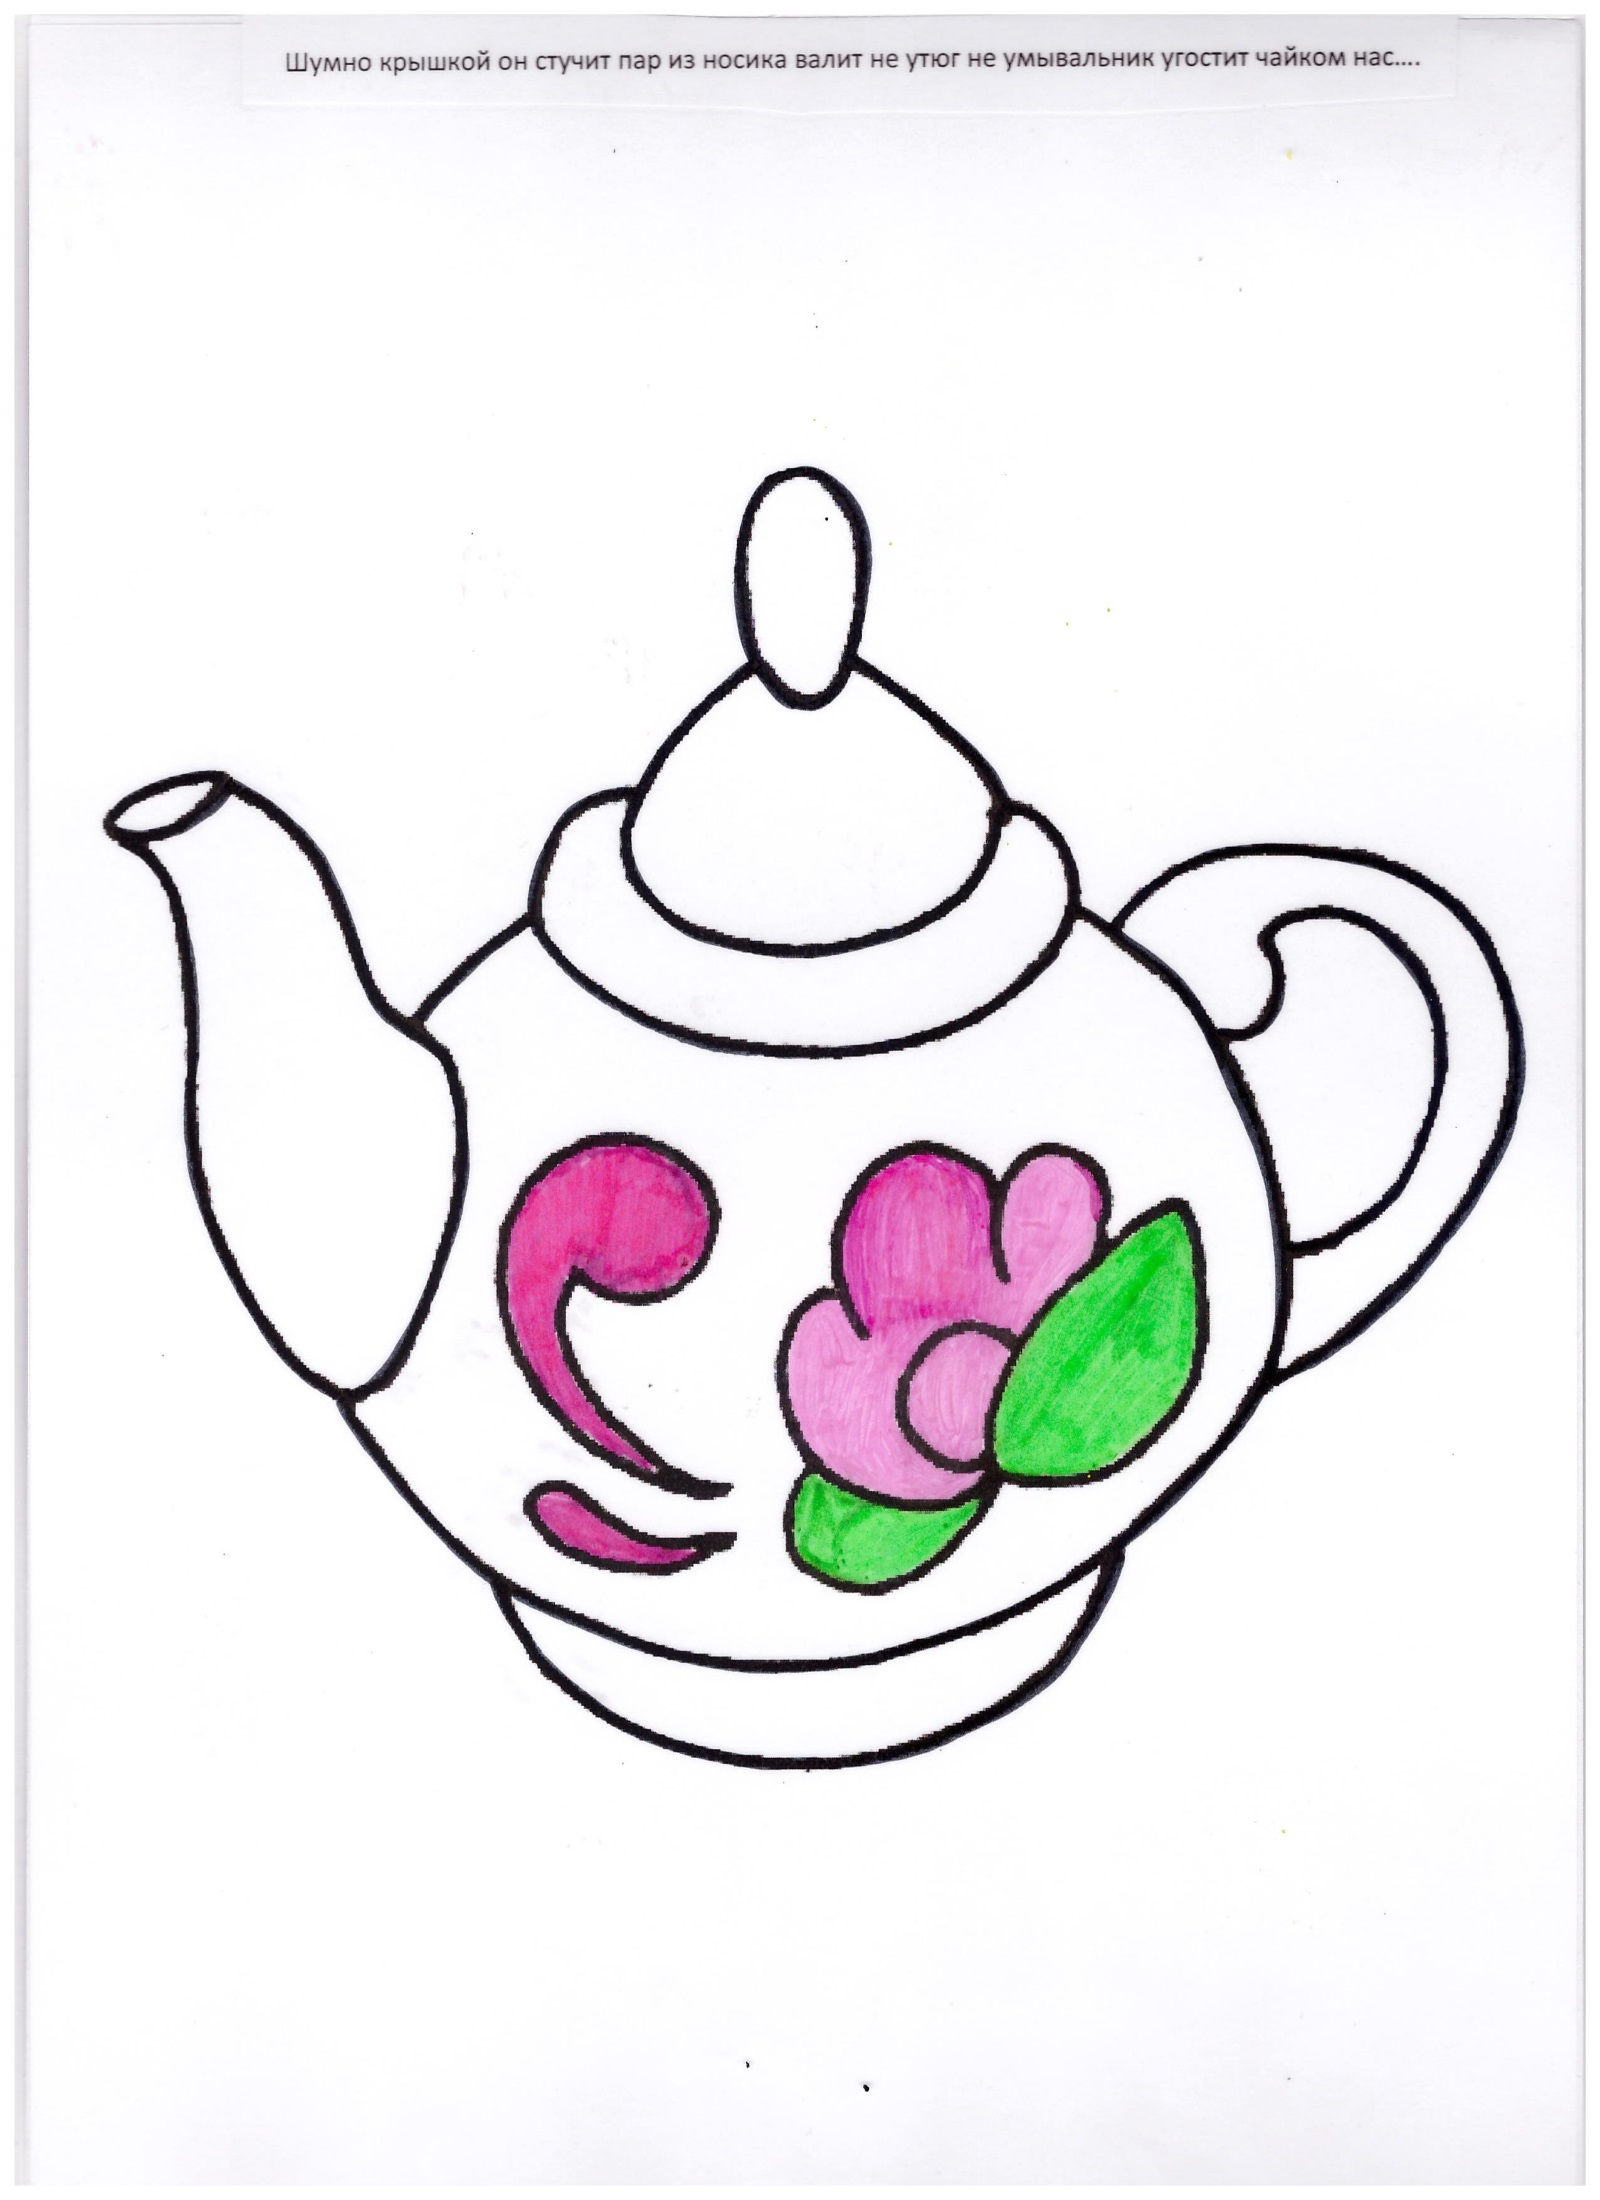 Шумно крышкой он стучит пар из носика валит не утюг не умывальник угостит чайком нас....